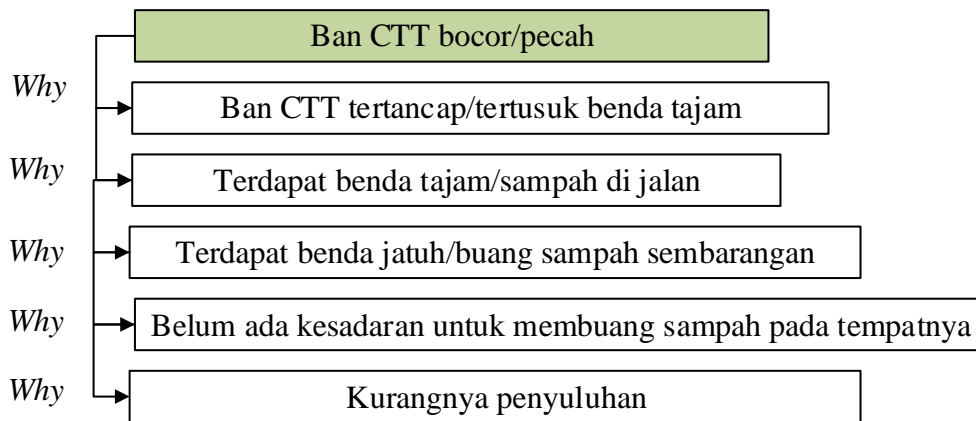 Ban CTT bocor/pecah
Why
Ban CTT tertancap/tertusuk benda tajam
Why
Terdapat benda tajam/sampah di jalan
Why
Terdapat benda jatuh/buang sampah sembarangan
Why
Belum ada kesadaran untuk membuang sampah pada tempatnya
Why
Kurangnya penyuluhan